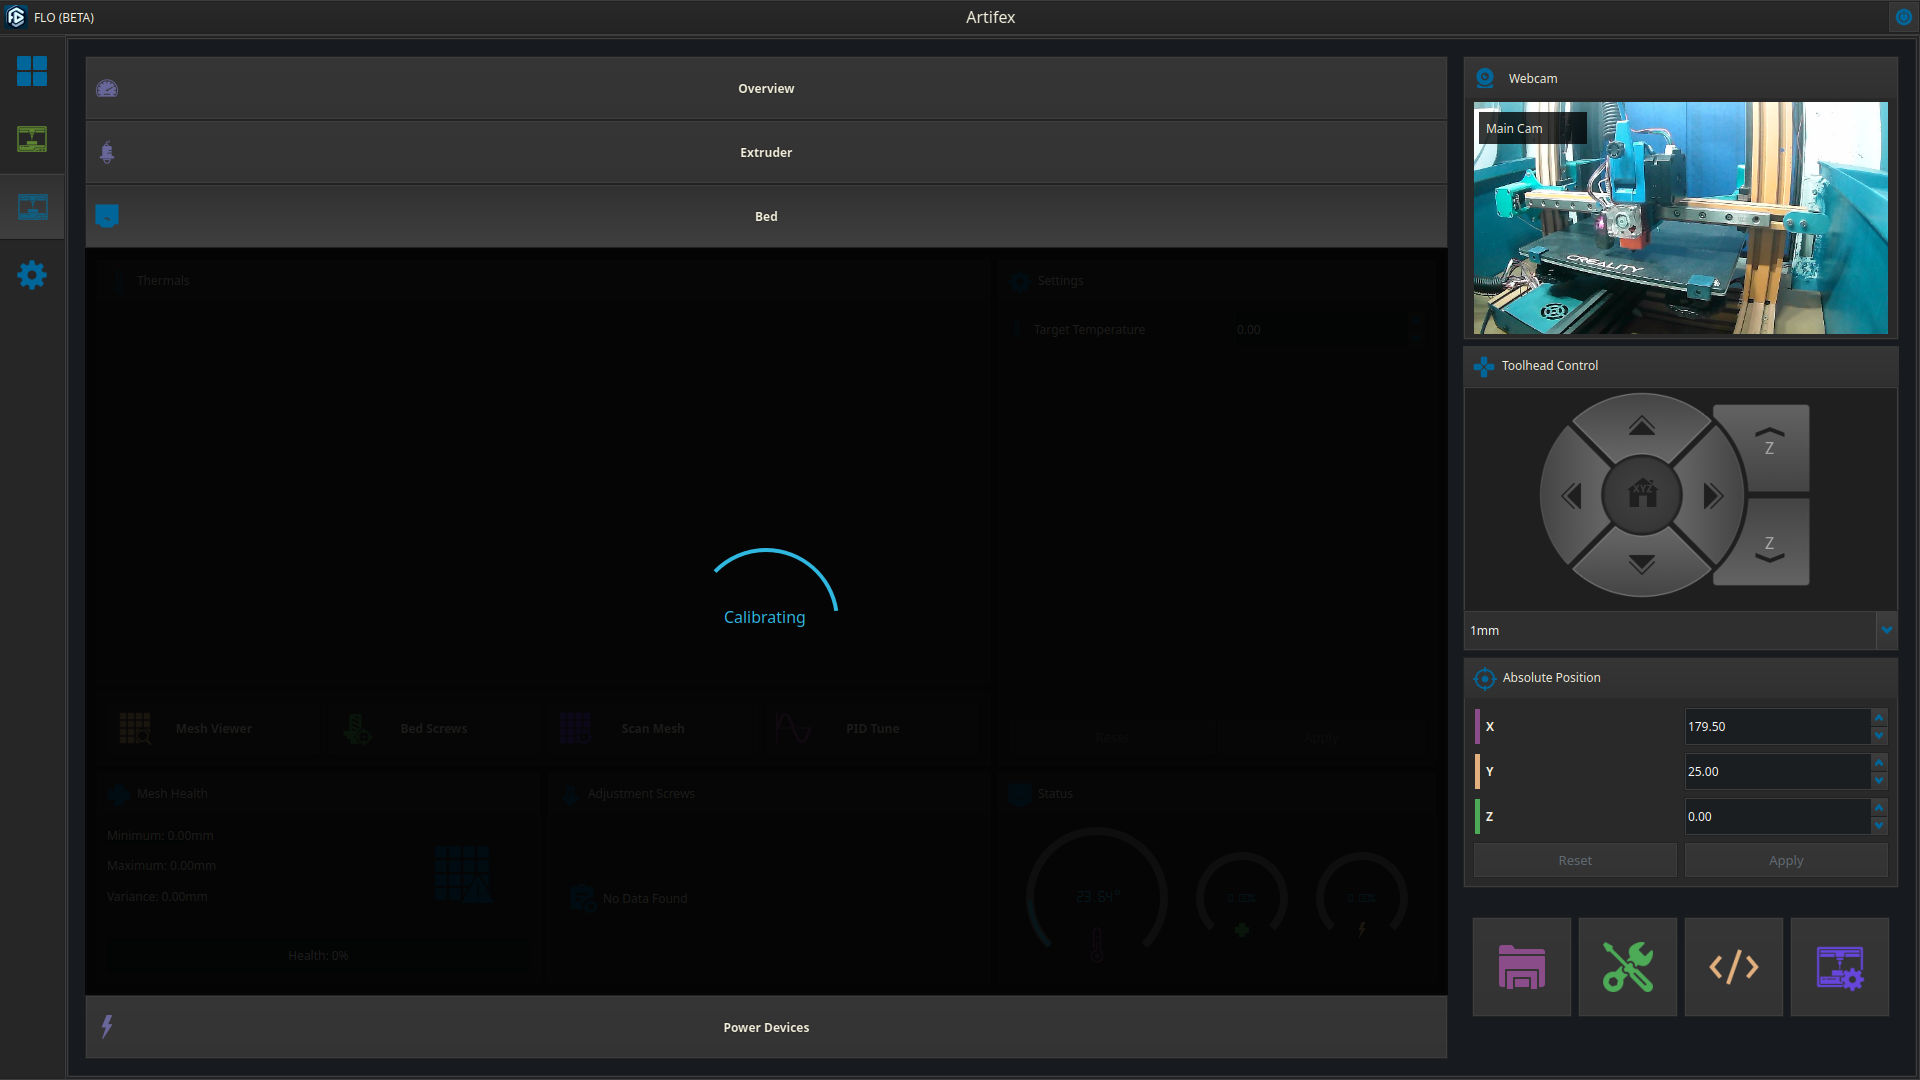 FLO (BETA)
Artifex
Overview
Extruder
Bed
Thermals
Settings
Target Temperature
0.00
Calibrating
Mesh Viewer
Bed Screws
Scan Mesh
PID Tune
Reset
Apply
Mesh Health
Minimum: 0.00mm
Maximum: 0.00mm
Variance: 0.00mm
Health: 0%
Adjustment Screws
No Data Found
Status
23.64°
0.00%
0.00%
Power Devices
Webcam
Main Cam
CREALITY
Toolhead Control
XYZ
Z
Z
1mm
Absolute Position
X
179.50
Y
25.00
Z
0.00
Reset
Apply